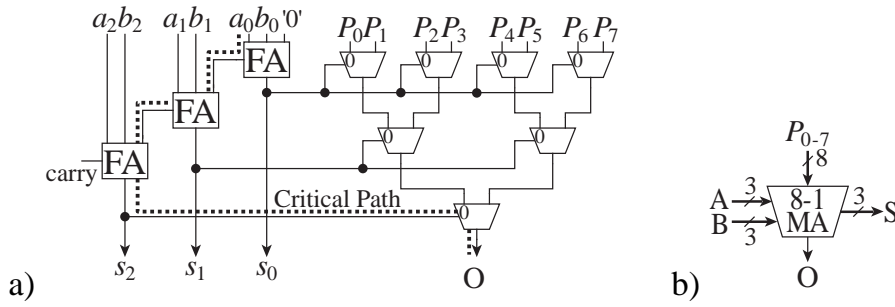 a₂b₂ a₁b₁ a₀b₀'0' P₀P₁ P₂P₃ P₄P₅ P₆P₇
FA 0 0 0 0
FA 0 0
P₀₋₇
FA
8
carry
Critical Path
0
A 3 8-1 3 S
B 3 MA
s₂ s₁ s₀ O O
a) b)